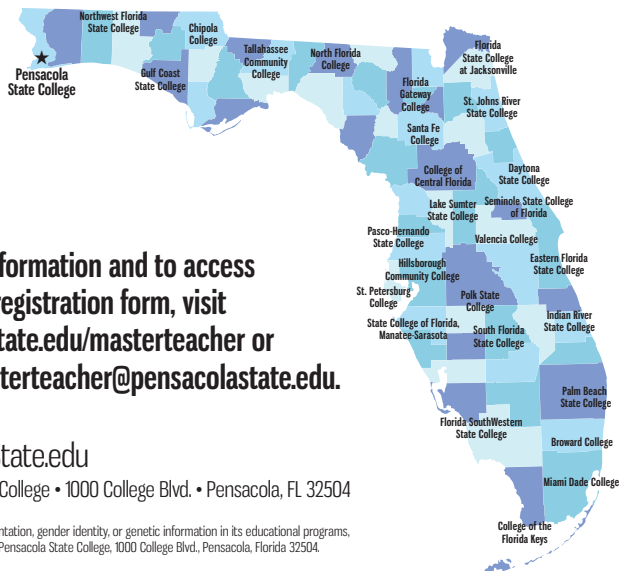 Northwest Florida
State College
Chipola
College
Tallahassee
Community
College
North Florida
College
Florida
State College
at Jacksonville
Pensacola
State College
Gulf Coast
State College
Florida
Gateway
College
St. Johns River
State College
Santa Fe
College
College of
Central Florida
Daytona
State College
Lake Sumter
State College
Seminole State College
of Florida
Pasco-Hernando
State College
Valencia College
Hillsborough
Community College
Eastern Florida
State College
St. Petersburg
College
Polk State
College
Indian River
State College
State College of Florida,
Manatee-Sarasota
South Florida
State College
Palm Beach
State College
Florida SouthWestern
State College
Broward College
Miami Dade College
College of the
Florida Keys
formation and to access
egistration form, visit
tate.edu/masterteacher or
terteacher@pensacolastate.edu.
tate.edu
College • 1000 College Blvd. • Pensacola, FL 32504
ntation, gender identity, or genetic information in its educational programs,
Pensacola State College, 1000 College Blvd., Pensacola, Florida 32504.